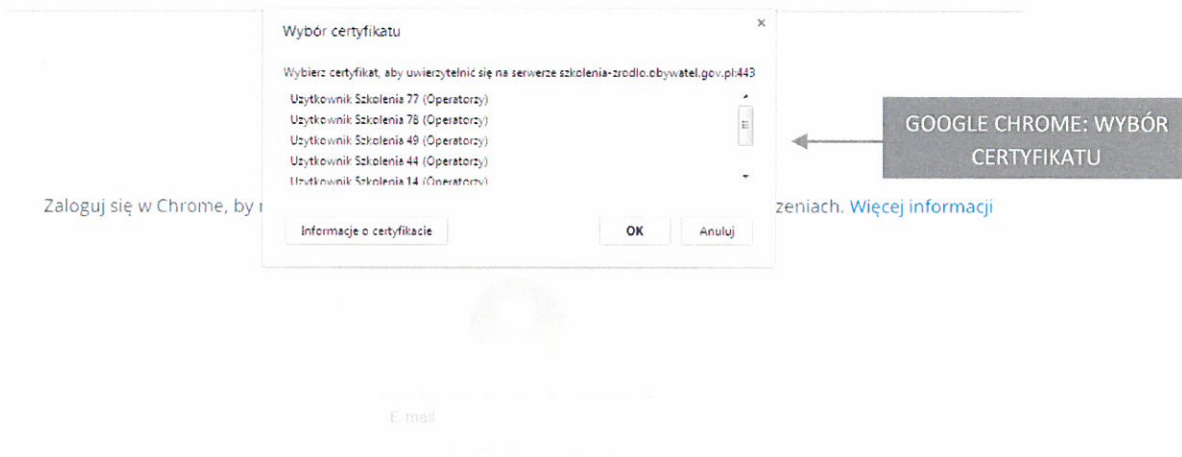 Wybór certyfikatu
×
Wybierz certyfikat, aby uwierzytelnić się na serwerze szkolenia-zrodlo.obywatel.gov.pl:443
Uzytkownik Szkolenia 77 (Operatorzy)
Uzytkownik Szkolenia 78 (Operatorzy)
Uzytkownik Szkolenia 49 (Operatorzy)
Uzytkownik Szkolenia 44 (Operatorzy)
Uzytkownik Szkolenia 14 (Operatorzy)
GOOGLE CHROME: WYBÓR
CERTYFIKATU
Zaloguj się w Chrome, by zeniach. Więcej informacji
Informacje o certyfikacie OK Anuluj
E-mail